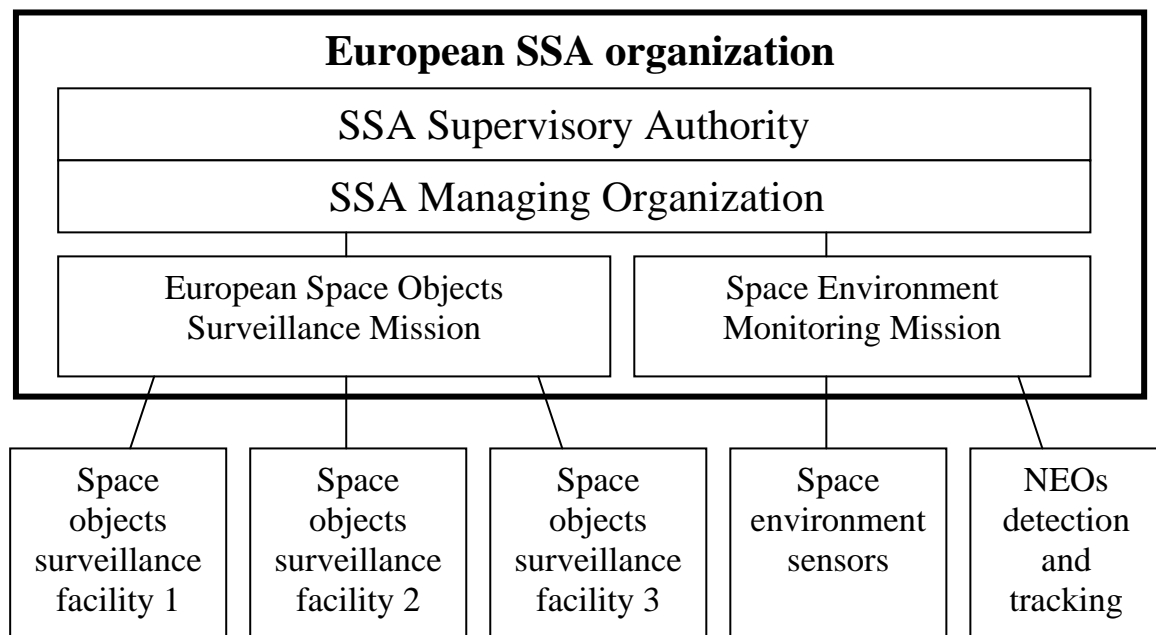 European SSA organization
SSA Supervisory Authority
SSA Managing Organization
European Space Objects
Surveillance Mission
Space Environment
Monitoring Mission
Space
objects
surveillance
facility 1
Space
objects
surveillance
facility 2
Space
objects
surveillance
facility 3
Space
environment
sensors
NEOs
detection
and
tracking